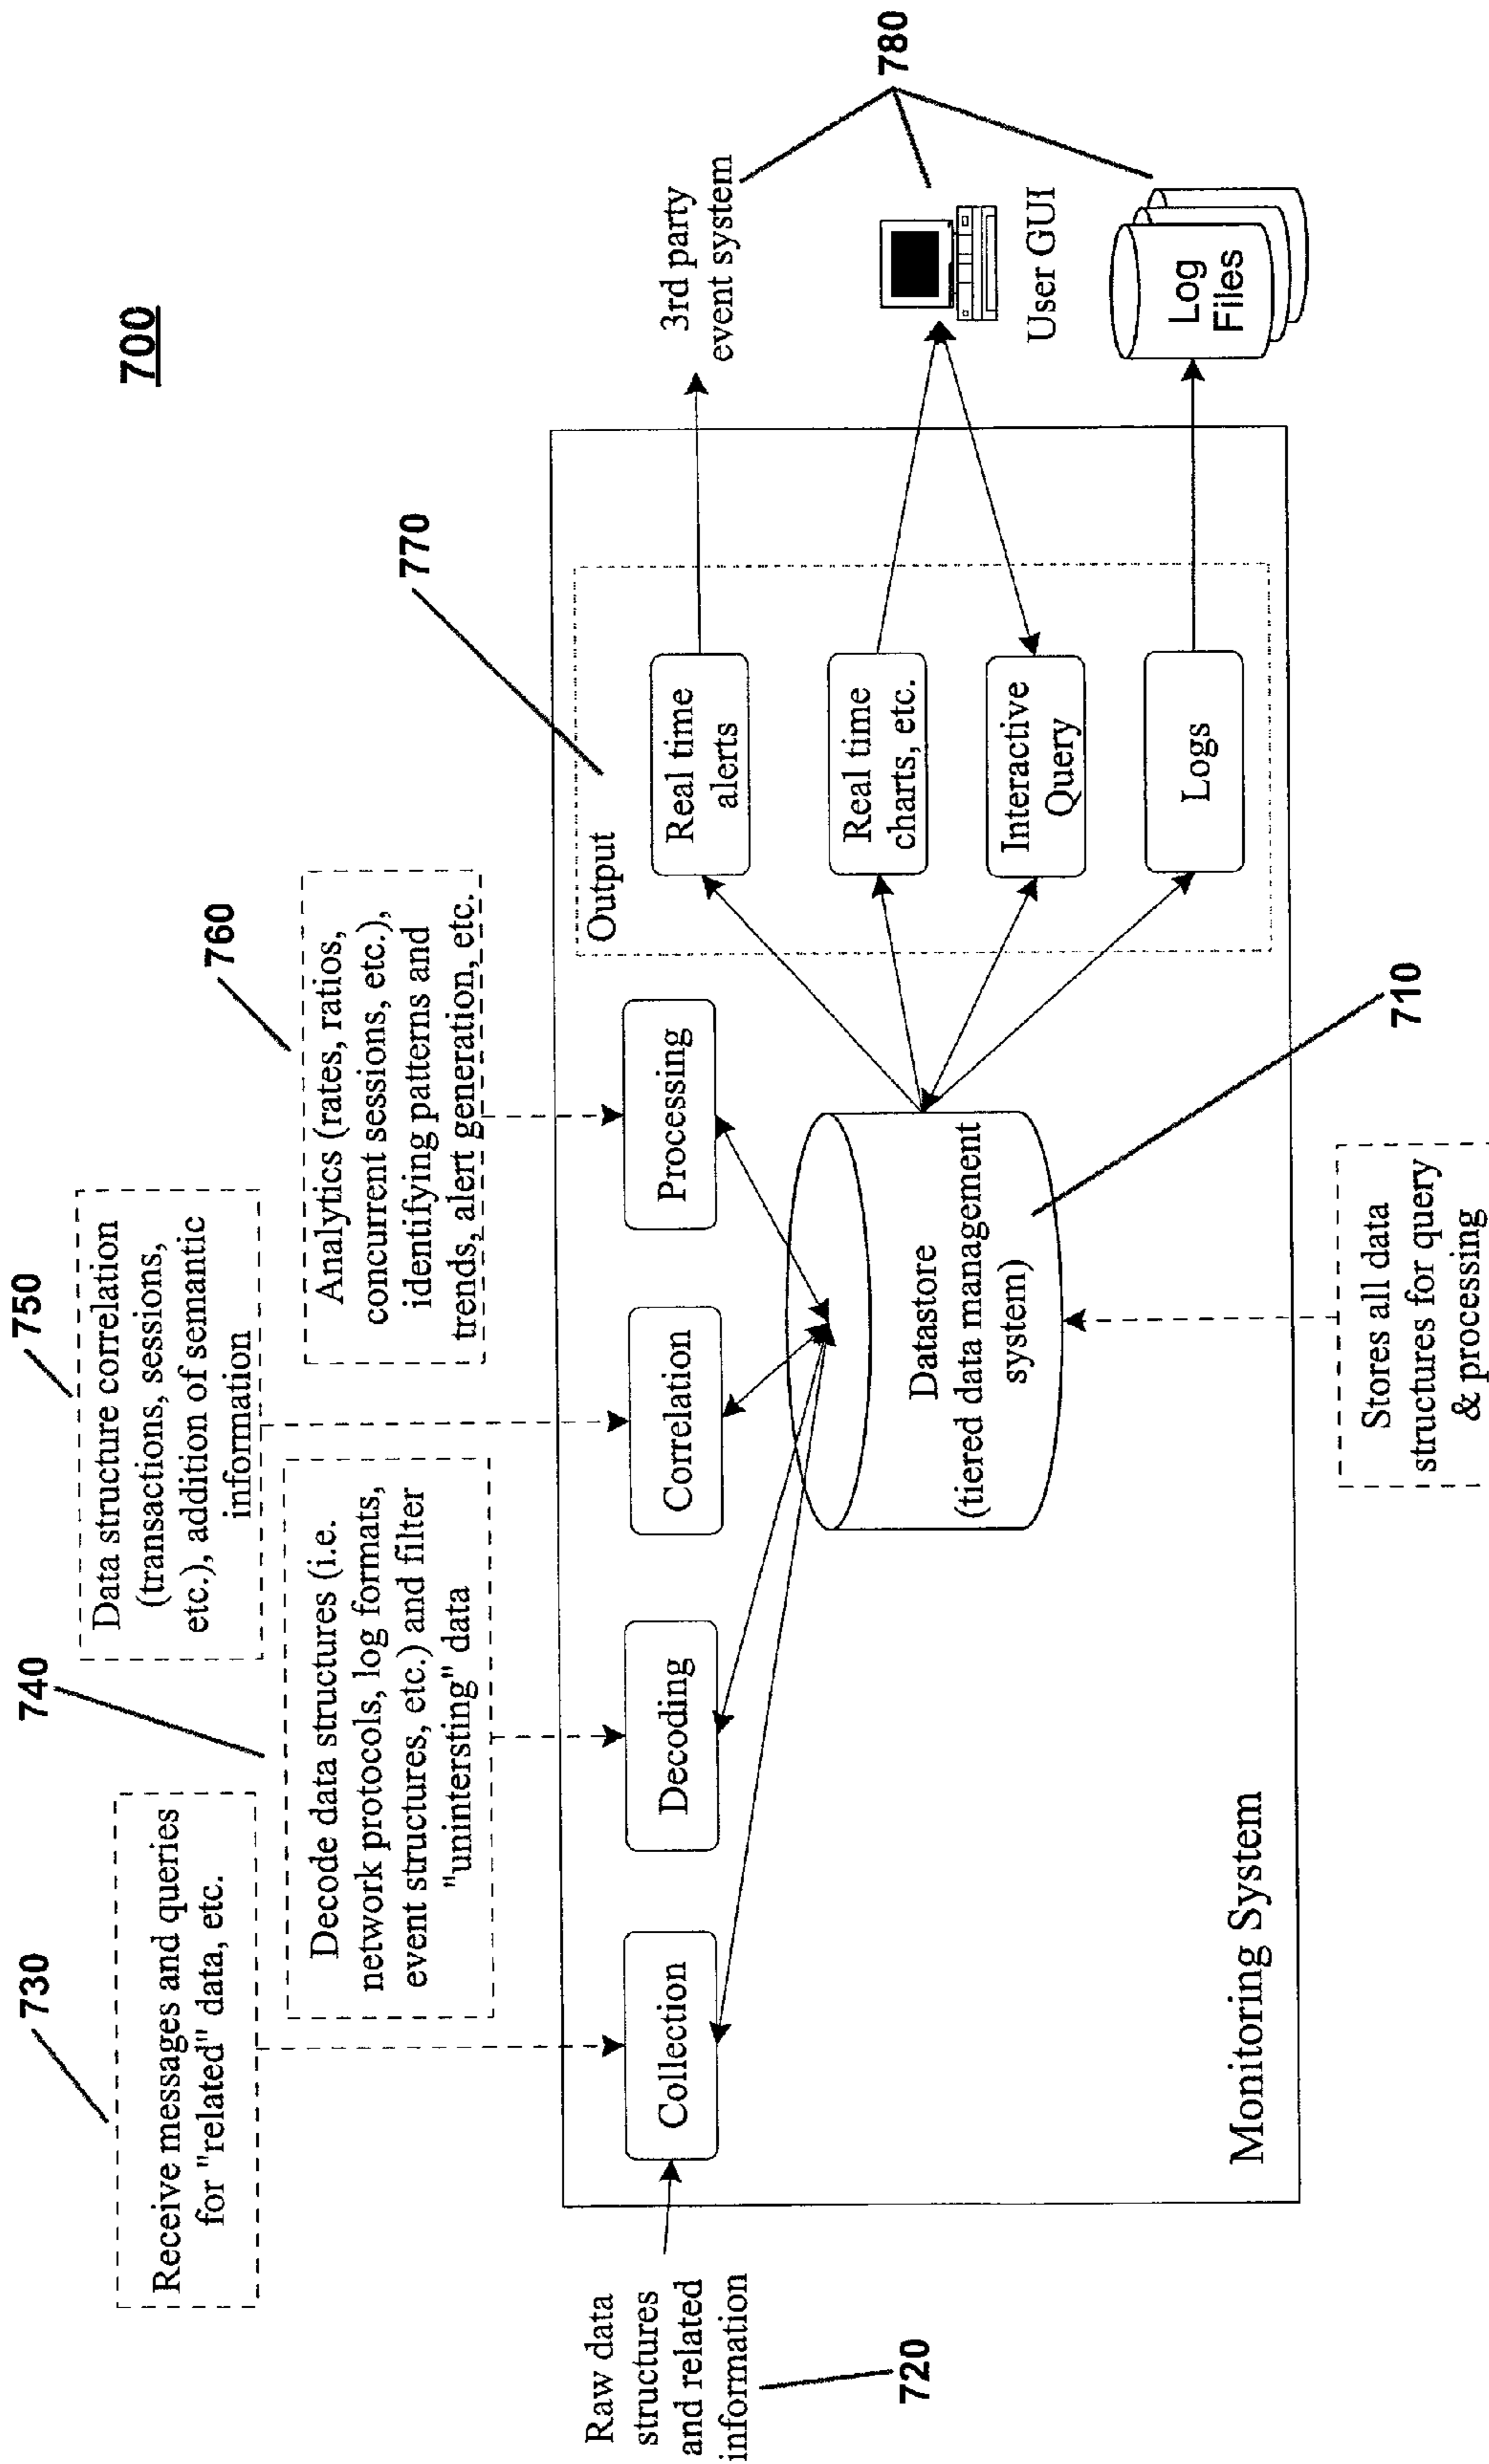 700
730
Receive messages and queries
for "related" data, etc.
740
Decode data structures (i.e.
network protocols, log formats,
event structures, etc.) and filter
"unintersting" data
750
Data structure correlation
(transactions, sessions,
etc.), addition of semantic
information
760
Analytics (rates, ratios,
concurrent sessions, etc.),
identifying patterns and
trends, alert generation, etc.
770
Raw data
structures
and related
information
720
Collection
Decoding
Correlation
Processing
Datastore
(tiered data management
system)
710
Stores all data
structures for query
& processing
Output
Real time
alerts
Real time
charts, etc.
Interactive
Query
Logs
Monitoring System
3rd party
event system
780
User GUI
Log
Files